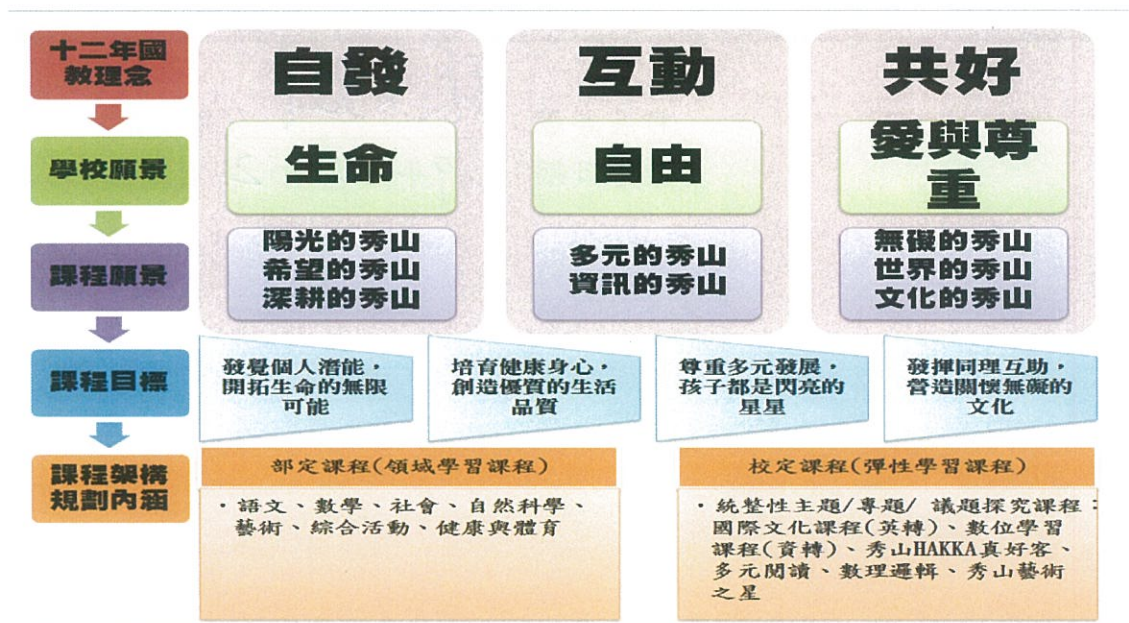 十二年國
教理念
自發
互動
共好
學校願景
生命
自由
愛與尊
重
課程願景
陽光的秀山
希望的秀山
深耕的秀山
多元的秀山
資訊的秀山
無礙的秀山
世界的秀山
文化的秀山
課程目標
發覺個人潛能，
開拓生命的無限
可能
培育健康身心，
創造優質的生活
品質
尊重多元發展，
孩子都是閃亮的
星星
發揮同理互助，
營造關懷無礙的
文化
課程架構
規劃內涵
部定課程(領域學習課程)
·語文、數學、社會、自然科學、
藝術、綜合活動、健康與體育
校定課程(彈性學習課程)
·統整性主題/專題/ 議題探究課程：
國際文化課程(英轉)、數位學習
課程(資轉)、秀山HAKKA真好客、
多元閱讀、數理邏輯、秀山藝術
之星